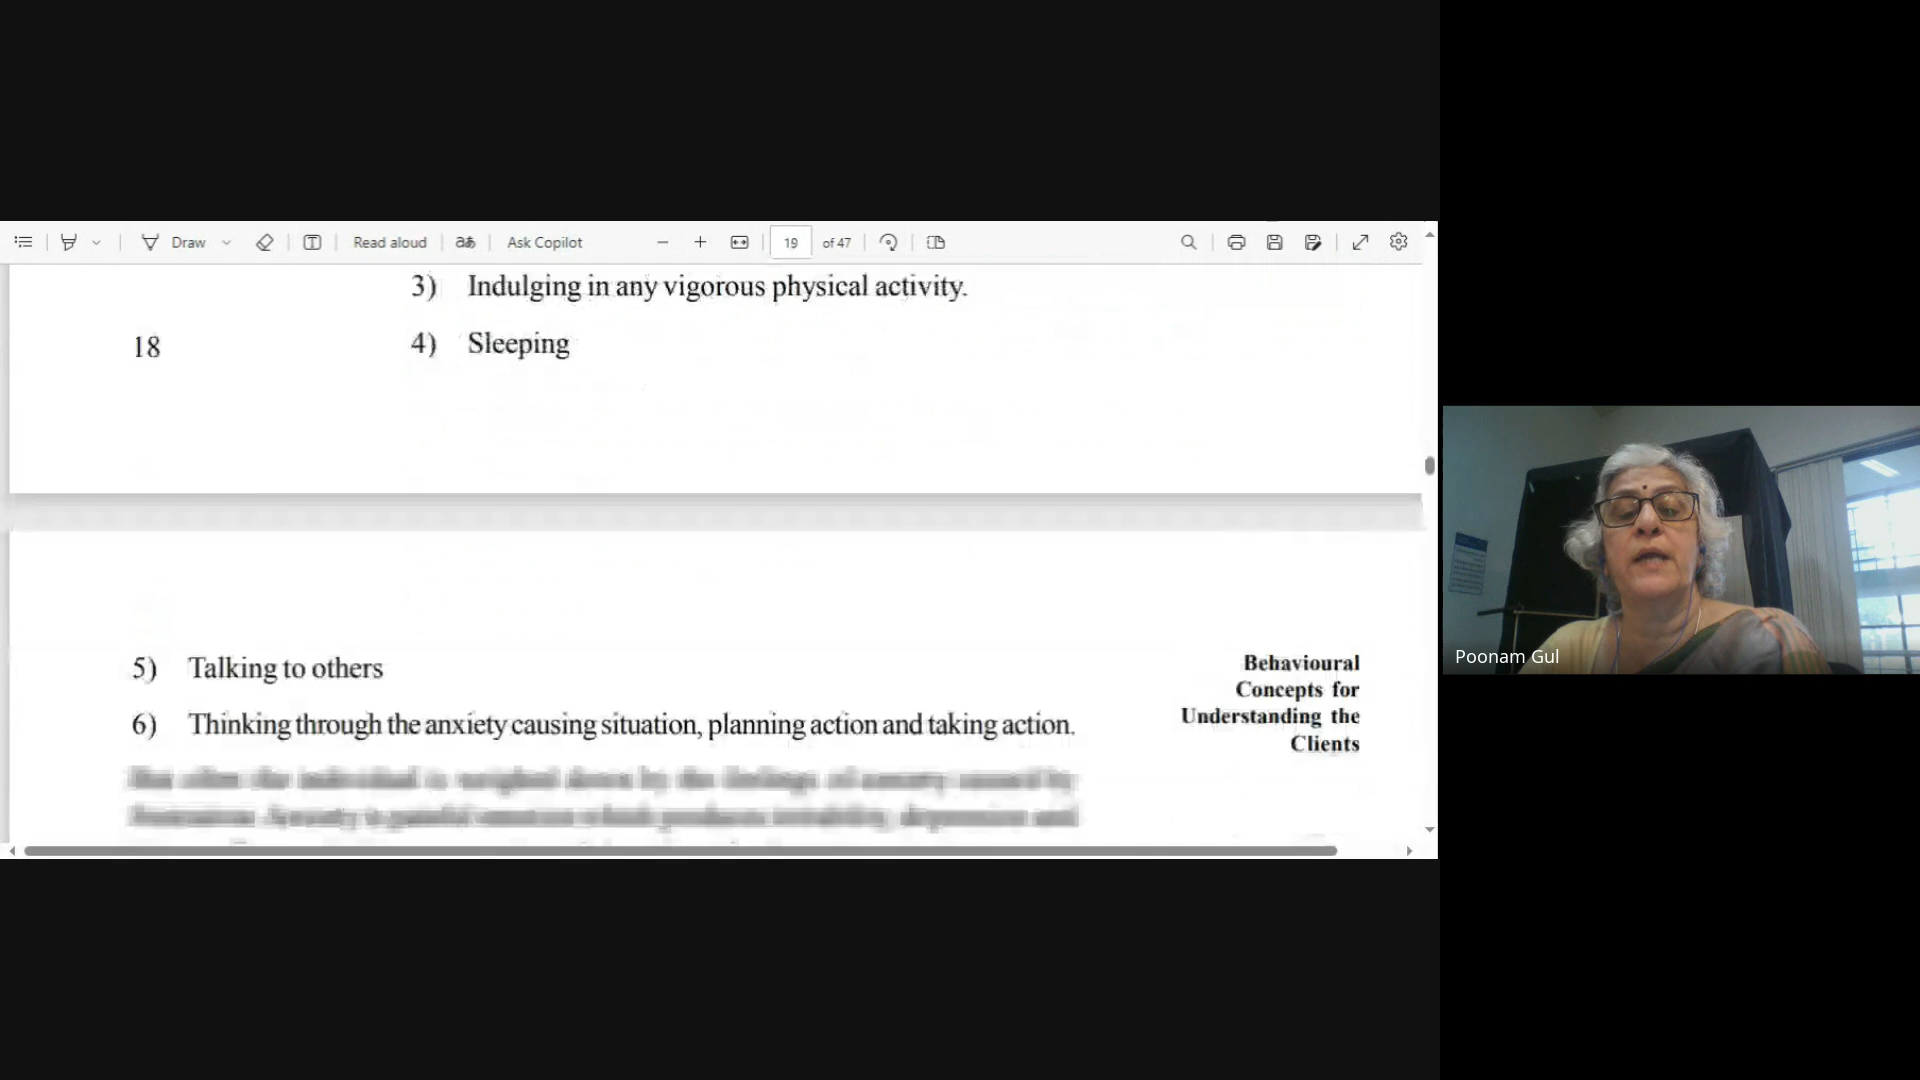 Draw
Read aloud
aあ
Ask Copilot
19 of 47
3) Indulging in any vigorous physical activity.
18
4) Sleeping
5) Talking to others
6) Thinking through the anxiety causing situation, planning action and taking action.
Behavioural
Concepts for
Understanding the
Clients
Poonam Gul